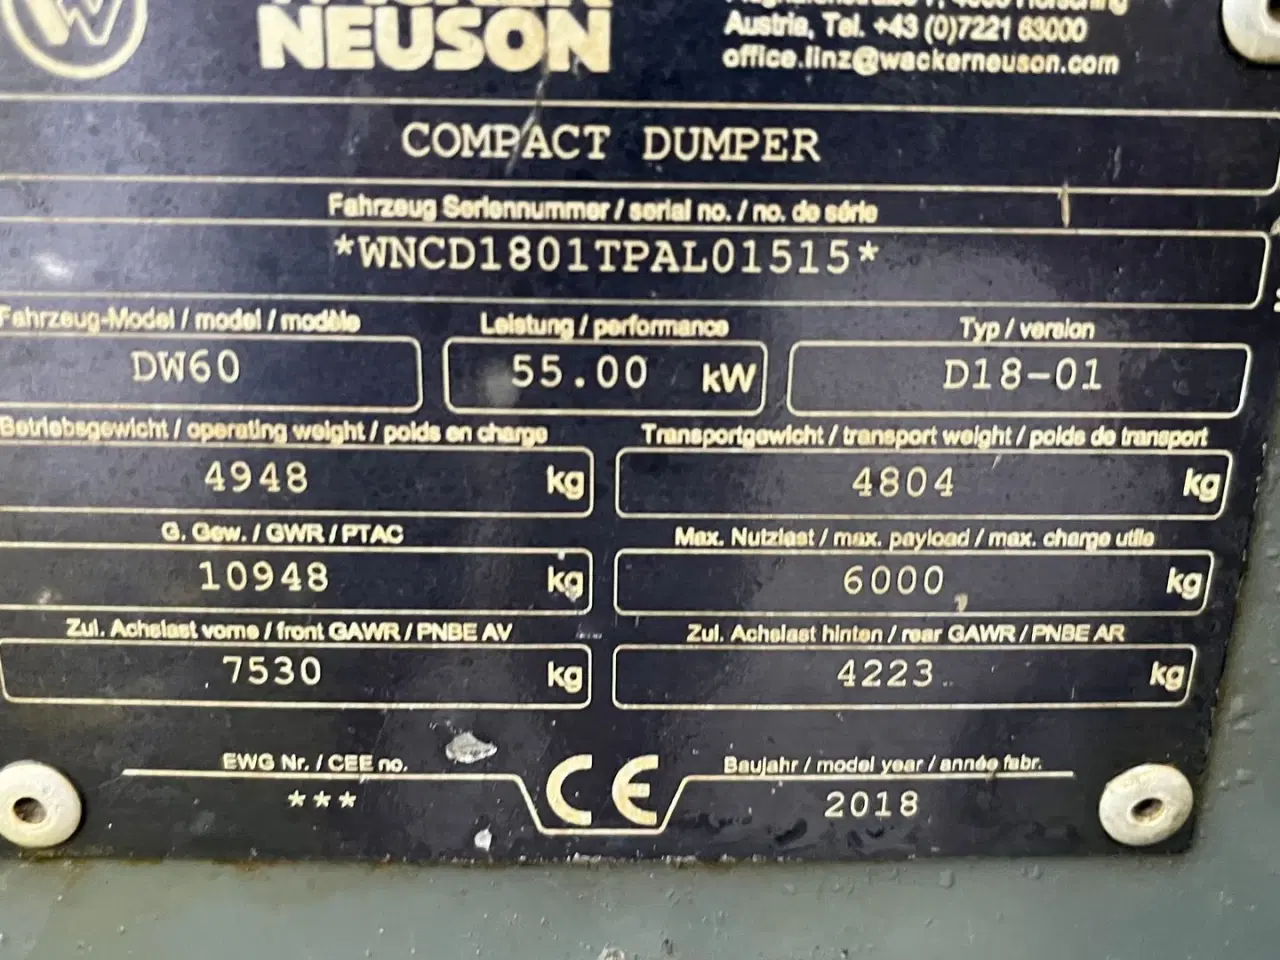 WACKER
NEUSON
4063 Hörsching
Austria, Tel. +43 (0)7221 63000
office.linz@wackerneuson.com
COMPACT DUMPER
Fahrzeug Seriennummer / serial no. / no. de série
*WNCD1801TPAL01515*
Fahrzeug-Model / model / modèle
Leistung / performance
Typ / version
DW60
55.00 kW
D18-01
Betriebsgewicht / operating weight / poids en charge
Transportgewicht / transport weight / poids de transport
4948 kg
4804 kg
G. Gew. / GWR / PTAC
Max. Nutzlast / max. payload / max. charge utile
10948 kg
6000 kg
Zul. Achslast vorne / front GAWR / PNBE AV
Zul. Achslast hinten / rear GAWR / PNBE AR
7530 kg
4223 kg
EWG Nr. / CEE no.
CE
Baujahr / model year / année fabr.
***
2018